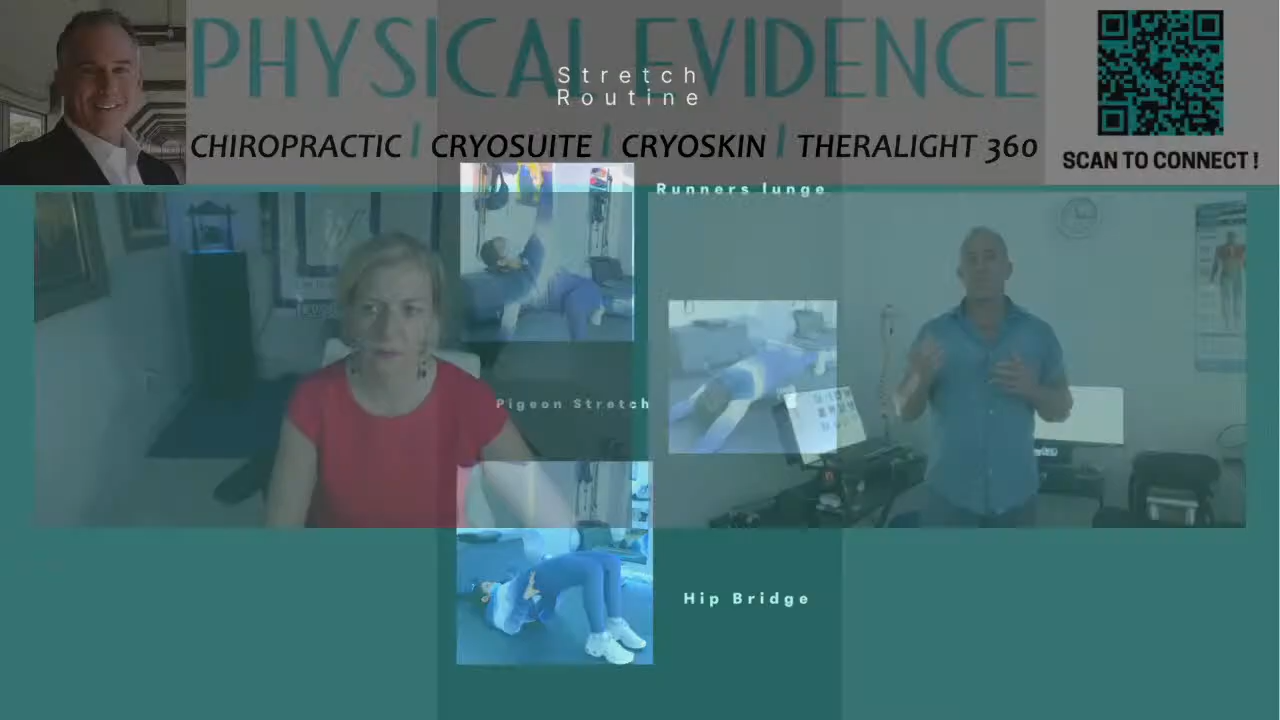 PHYSICAL EVIDENCE
Stretch
Routine
CHIROPRACTIC | CRYOSUITE | CRYOSKIN | THERALIGHT 360
SCAN TO CONNECT!
Runners lunge
Pigeon Stretch
Hip Bridge